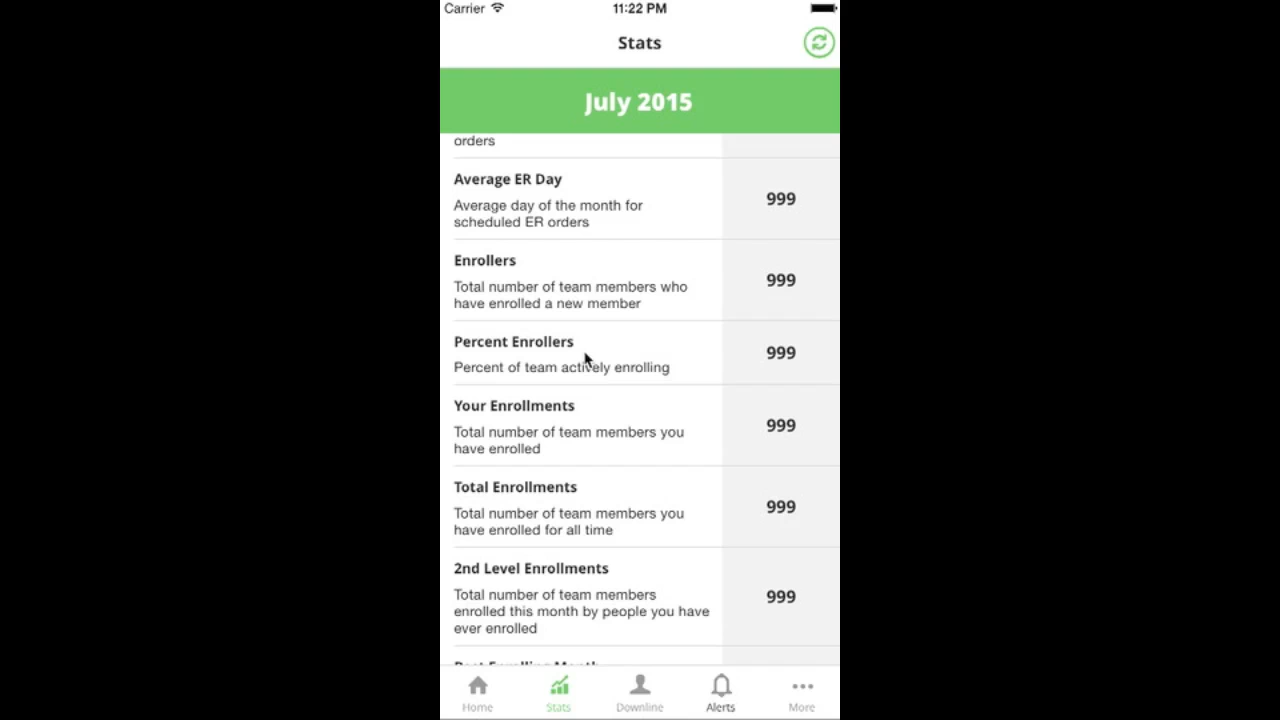 Carrier 11:22 PM
Stats
July 2015
orders
Average ER Day
Average day of the month for
scheduled ER orders
999
Enrollers
Total number of team members who
have enrolled a new member
999
Percent Enrollers
Percent of team actively enrolling
999
Your Enrollments
Total number of team members you
have enrolled
999
Total Enrollments
Total number of team members you
have enrolled for all time
999
2nd Level Enrollments
Total number of team members
enrolled this month by people you have
ever enrolled
999
Home Stats Downline Alerts More